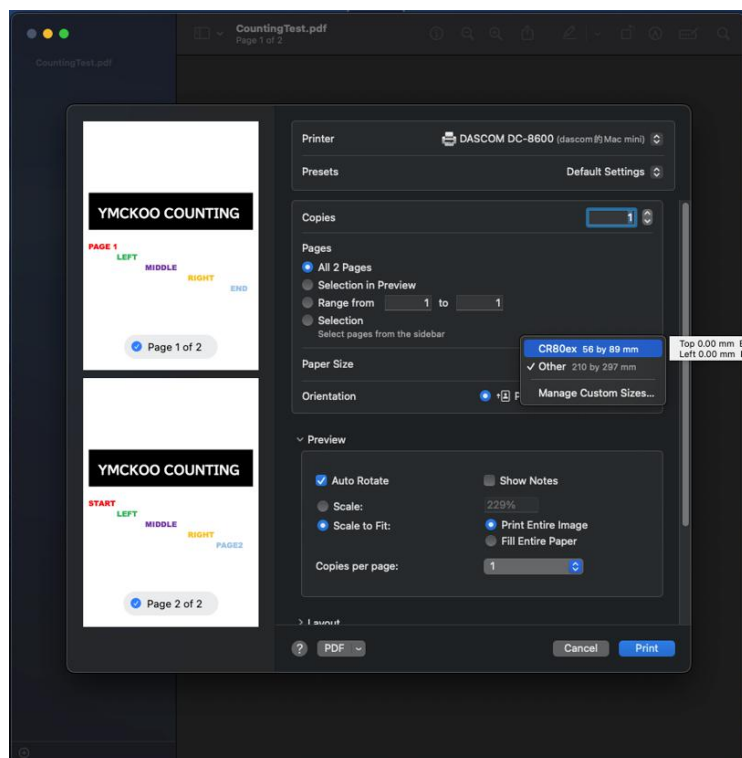 CountingTest.pdf
Page 1 of 2
CountingTest.pdf
YMCKOO COUNTING
PAGE 1
LEFT
MIDDLE
RIGHT
END
Page 1 of 2
YMCKOO COUNTING
START
LEFT
MIDDLE
RIGHT
PAGE2
Page 2 of 2
Printer DASCOM DC-8600 (dascom的Mac mini)
Presets Default Settings
Copies 1
Pages
All 2 Pages
Selection in Preview
Range from 1 to 1
Selection
Select pages from the sidebar
Paper Size
CR80ex 56 by 89 mm
Other 210 by 297 mm
Manage Custom Sizes...
Top 0.00 mm
Left 0.00 mm
Orientation
Preview
Auto Rotate Show Notes
Scale: 229%
Scale to Fit: Print Entire Image
Fill Entire Paper
Copies per page: 1
Layout
? PDF Cancel Print